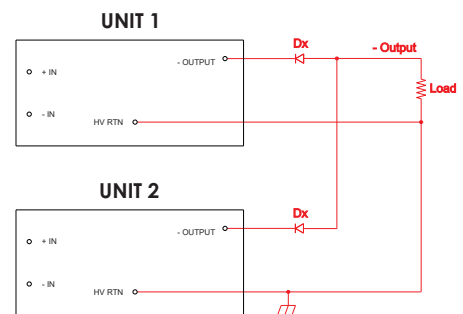 UNIT 1
Dx
- Output
- OUTPUT
+ IN
Load
- IN
HV RTN
UNIT 2
Dx
- OUTPUT
+ IN
- IN
HV RTN